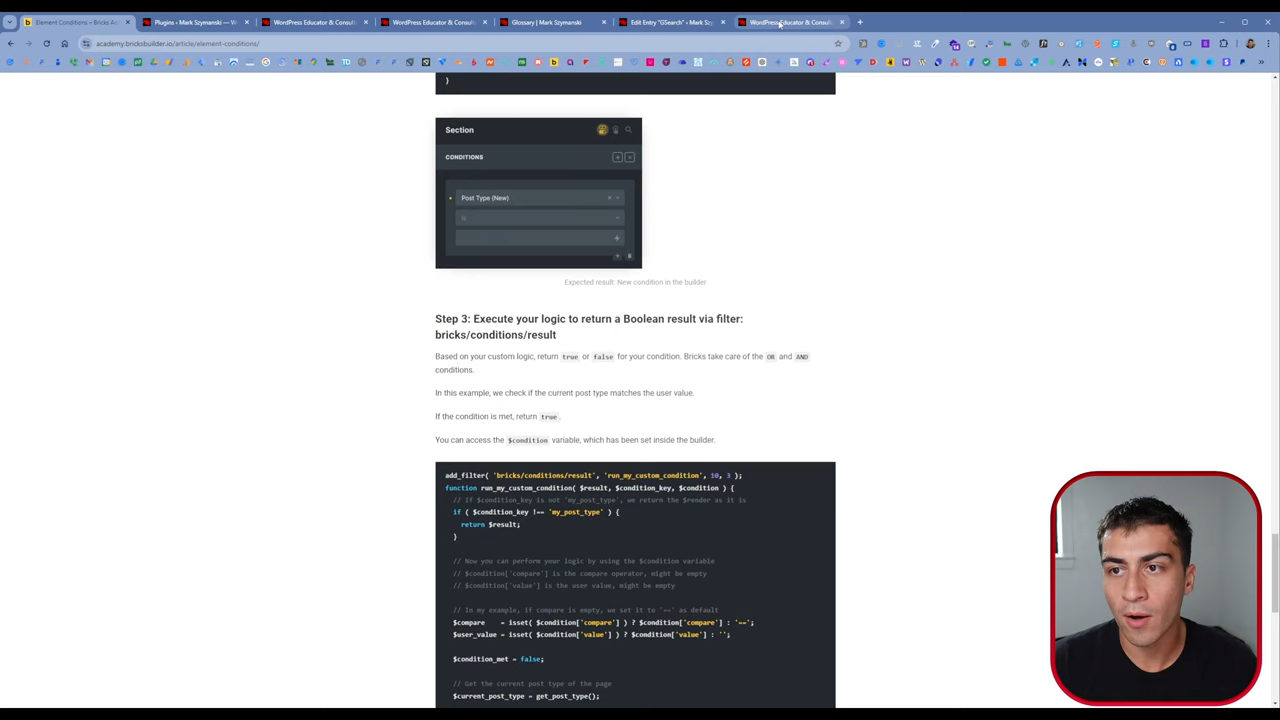 Element Conditions – Bricks Ac
Plugins ‹ Mark Szymanski — W
WordPress Educator & Consult
WordPress Educator & Consult
Glossary | Mark Szymanski
Edit Entry "GSearch" ‹ Mark Sz
WordPress Educator & Consult
academy.bricksbuilder.io/article/element-conditions/
}
Section
CONDITIONS
Post Type (New)
Expected result: New condition in the builder
Step 3: Execute your logic to return a Boolean result via filter:
bricks/conditions/result
Based on your custom logic, return true or false for your condition. Bricks take care of the OR and AND
conditions.
In this example, we check if the current post type matches the user value.
If the condition is met, return true.
You can access the $condition variable, which has been set inside the builder.
add_filter( 'bricks/conditions/result', 'run_my_custom_condition', 10, 3 );
function run_my_custom_condition( $result, $condition_key, $condition ) {
// If $condition_key is not 'my_post_type', we return the $render as it is
if ( $condition_key !== 'my_post_type' ) {
return $result;
}
// Now you can perform your logic by using the $condition variable
// $condition['compare'] is the compare operator, might be empty
// $condition['value'] is the user value, might be empty
// In my example, if compare is empty, we set it to '==' as default
$compare = isset( $condition['compare'] ) ? $condition['compare'] : '==';
$user_value = isset( $condition['value'] ) ? $condition['value'] : '';
$condition_met = false;
// Get the current post type of the page
$current_post_type = get_post_type();